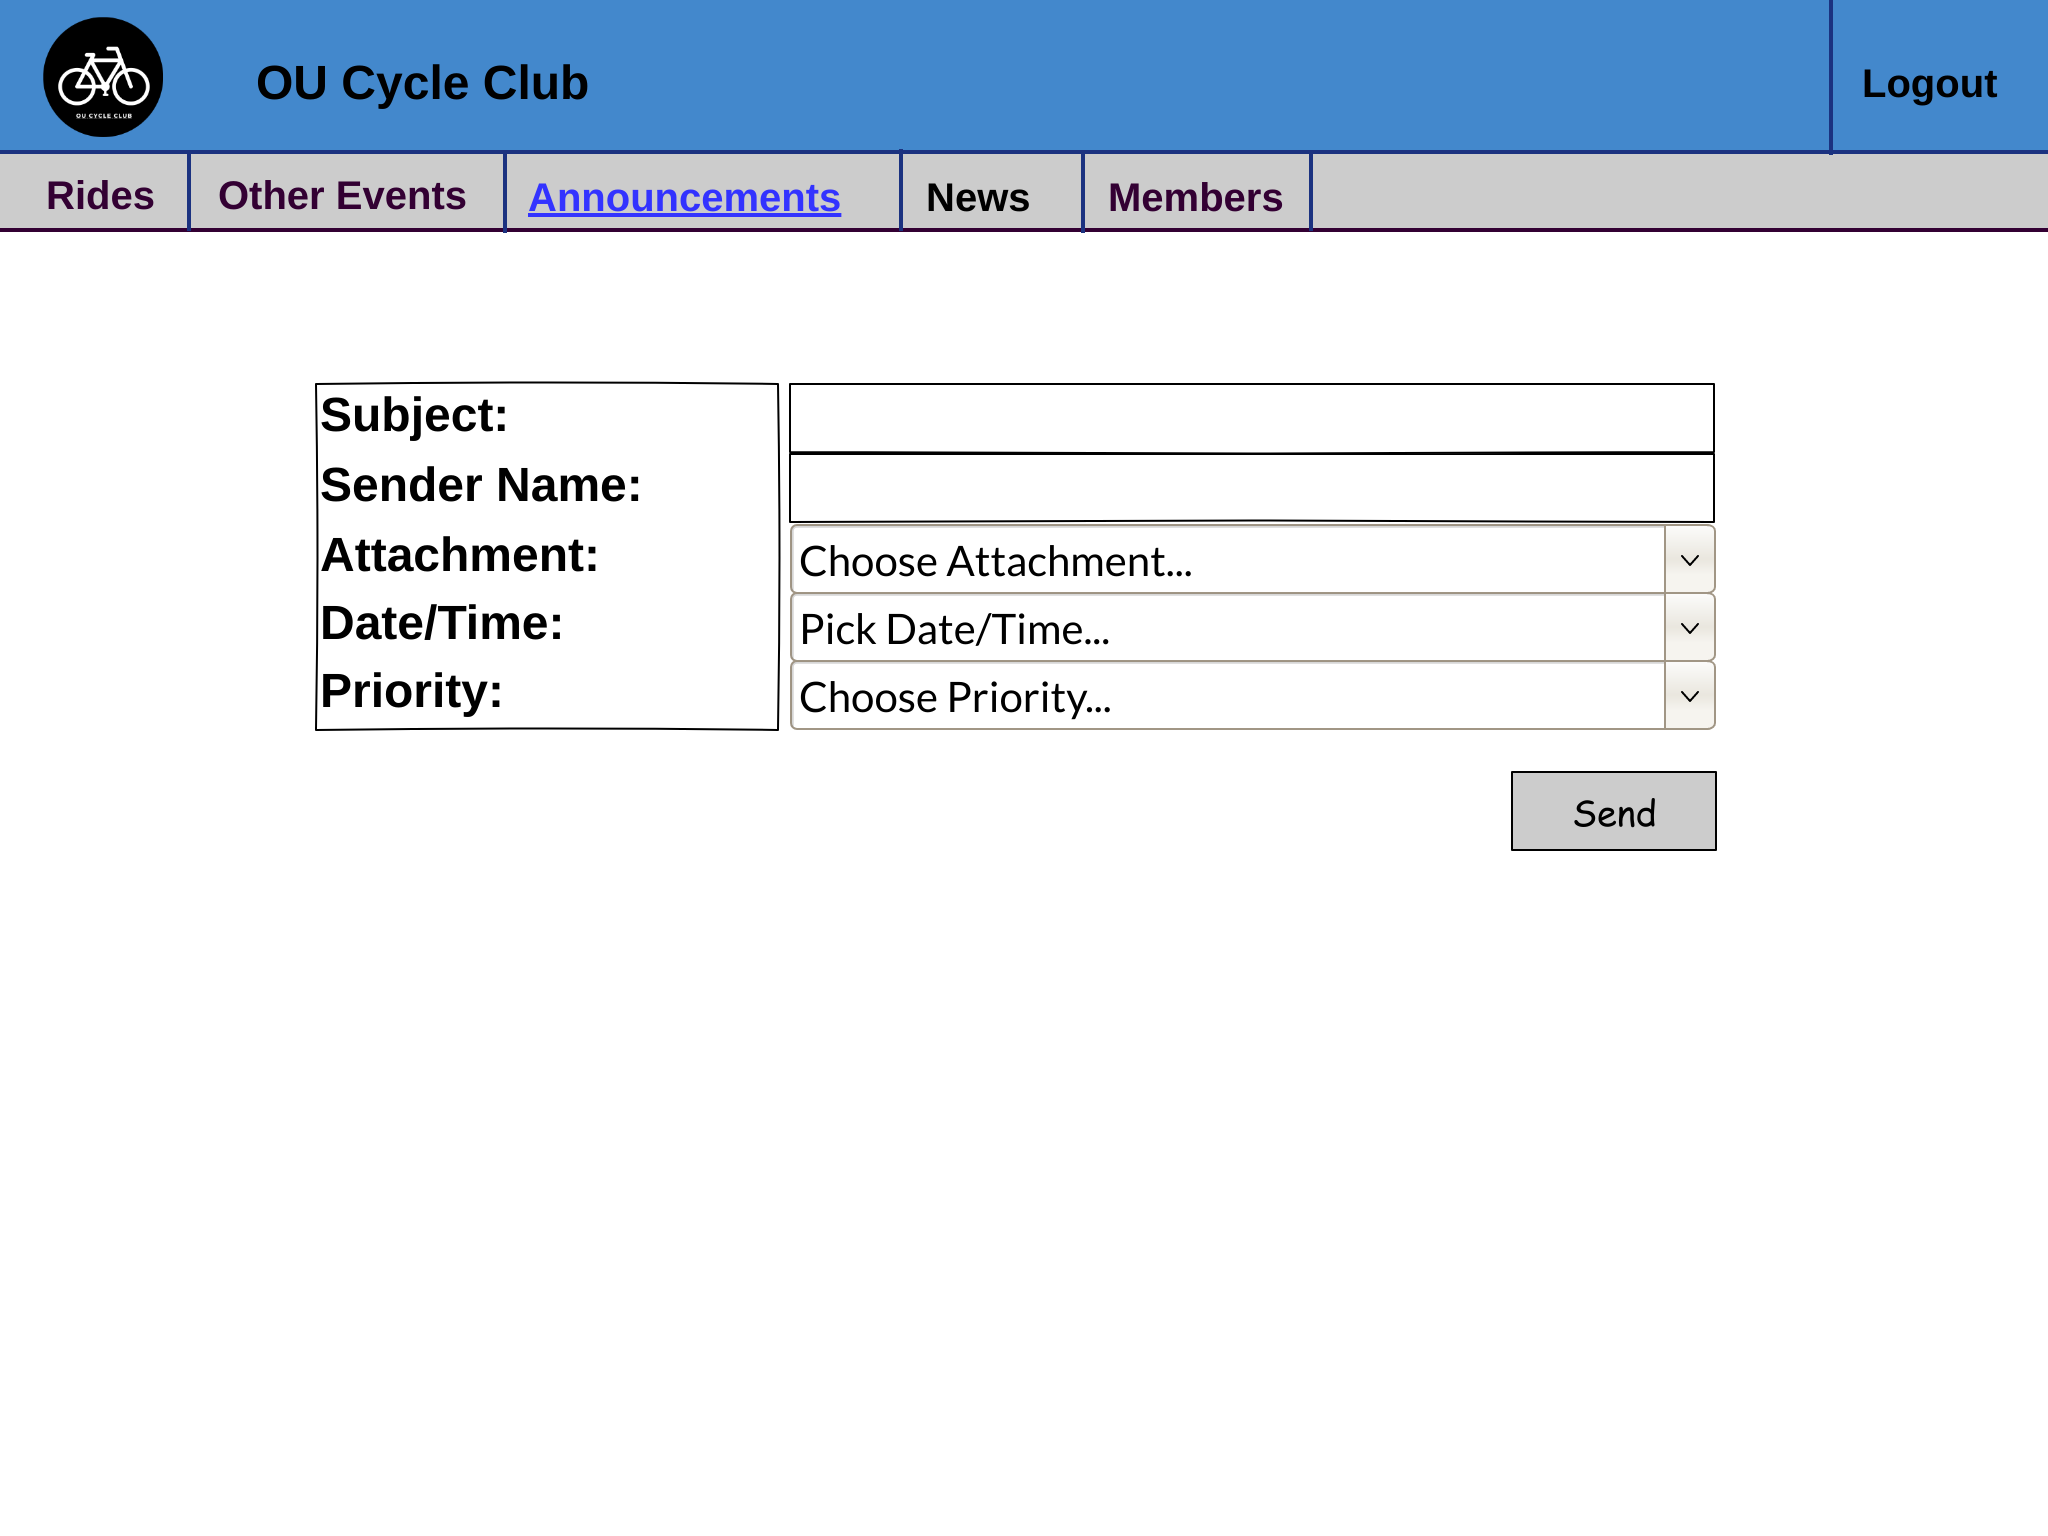 OU CYCLE CLUB
OU Cycle Club
Logout
Rides
Other Events
Announcements
News
Members
Subject:
Sender Name:
Attachment:
Choose Attachment...
Date/Time:
Pick Date/Time...
Priority:
Choose Priority...
Send